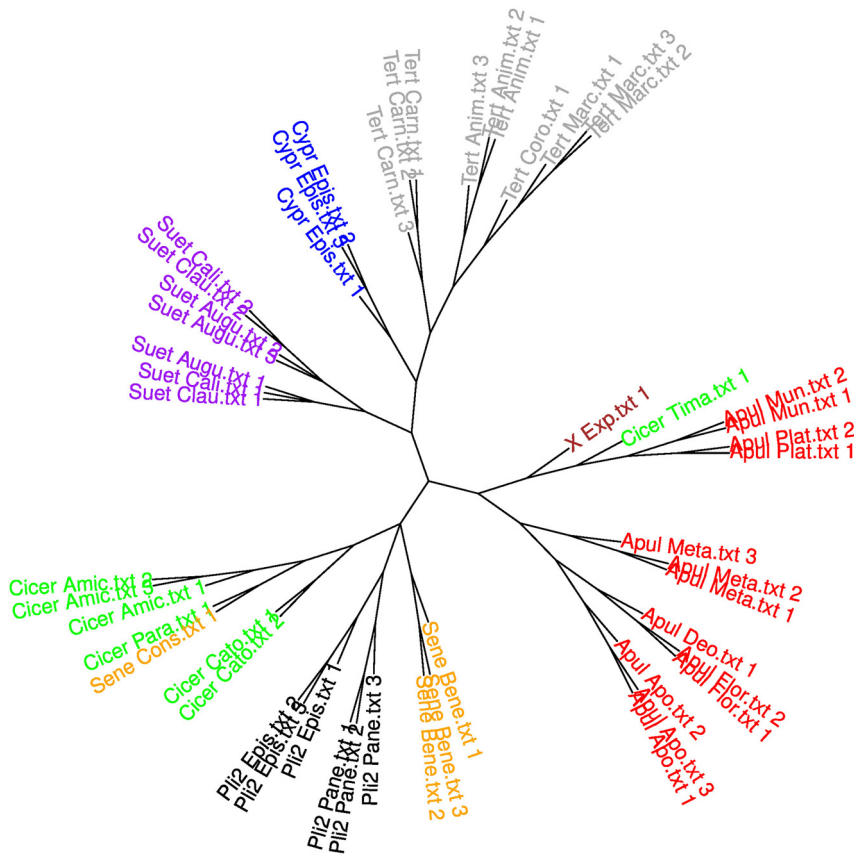 Tert Carn.txt 1
Tert Carn.txt 2
Tert Carn.txt 3
Tert Anim.txt 3
Tert Anim.txt 2
Tert Anim.txt 1
Tert Coro.txt 1
Tert Marc.txt 1
Tert Marc.txt 3
Tert Marc.txt 2
Cypr Epis.txt 2
Cypr Epis.txt 3
Cypr Epis.txt 1
Suet Cali.txt 2
Suet Clau.txt 2
Suet Augu.txt 2
Suet Augu.txt 3
Suet Augu.txt 1
Suet Cali.txt 1
Suet Clau.txt 1
X Exp.txt 1
Cicer Tima.txt 1
Apul Mun.txt 2
Apul Mun.txt 1
Apul Plat.txt 2
Apul Plat.txt 1
Apul Meta.txt 3
Apul Meta.txt 2
Apul Meta.txt 1
Apul Deo.txt 1
Apul Flor.txt 2
Apul Flor.txt 1
Apul Apo.txt 2
Apul Apo.txt 3
Apul Apo.txt 1
Cicer Amic.txt 2
Cicer Amic.txt 3
Cicer Amic.txt 1
Cicer Para.txt 1
Sene Cons.txt 1
Cicer Cato.txt 1
Cicer Cato.txt 2
Pli2 Epis.txt 2
Pli2 Epis.txt 3
Pli2 Epis.txt 1
Pli2 Pane.txt 1
Pli2 Pane.txt 2
Pli2 Pane.txt 3
Sene Bene.txt 2
Sene Bene.txt 3
Sene Bene.txt 1